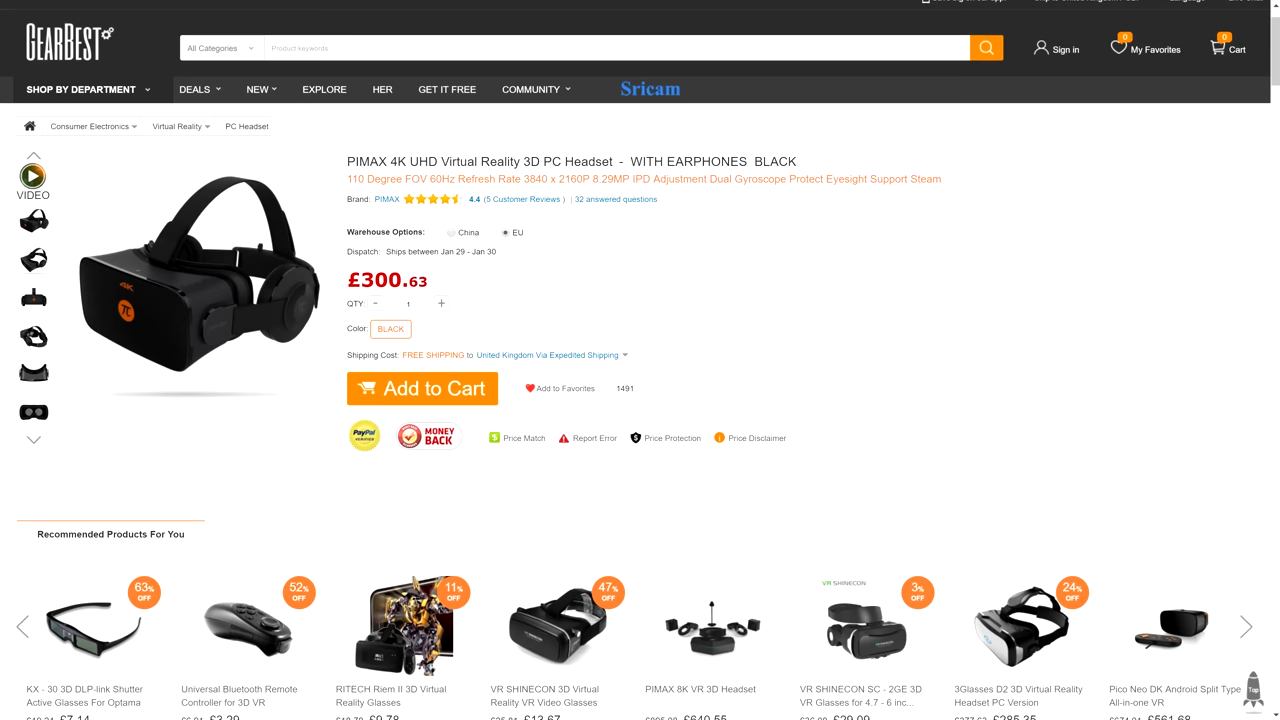 GEARBEST
All Categories
Product keywords
Sign in
0
My Favorites
0
Cart
SHOP BY DEPARTMENT
DEALS
NEW
EXPLORE
HER
GET IT FREE
COMMUNITY
Sricam
Consumer Electronics
Virtual Reality
PC Headset
VIDEO
4K
PIMAX 4K UHD Virtual Reality 3D PC Headset - WITH EARPHONES BLACK
110 Degree FOV 60Hz Refresh Rate 3840 x 2160P 8.29MP IPD Adjustment Dual Gyroscope Protect Eyesight Support Steam
Brand: PIMAX 4.4 (5 Customer Reviews ) | 32 answered questions
Warehouse Options: China EU
Dispatch: Ships between Jan 29 - Jan 30
£300.63
QTY: - 1 +
Color: BLACK
Shipping Cost: FREE SHIPPING to United Kingdom Via Expedited Shipping
Add to Cart
Add to Favorites 1491
PayPal
VERIFIED
MONEY
BACK
Price Match
Report Error
Price Protection
Price Disclaimer
Recommended Products For You
63% OFF
52% OFF
11% OFF
47% OFF
VR SHINECON
3% OFF
24% OFF
KX - 30 3D DLP-link Shutter
Active Glasses For Optama
£7.14
Universal Bluetooth Remote
Controller for 3D VR
£3.29
RITECH Riem II 3D Virtual
Reality Glasses
£9.78
VR SHINECON 3D Virtual
Reality VR Video Glasses
£13.67
PIMAX 8K VR 3D Headset
£640.55
VR SHINECON SC - 2GE 3D
VR Glasses for 4.7 - 6 inc...
£29.09
3Glasses D2 3D Virtual Reality
Headset PC Version
£285.35
Pico Neo DK Android Split Type
All-in-one VR
£561.68
Top